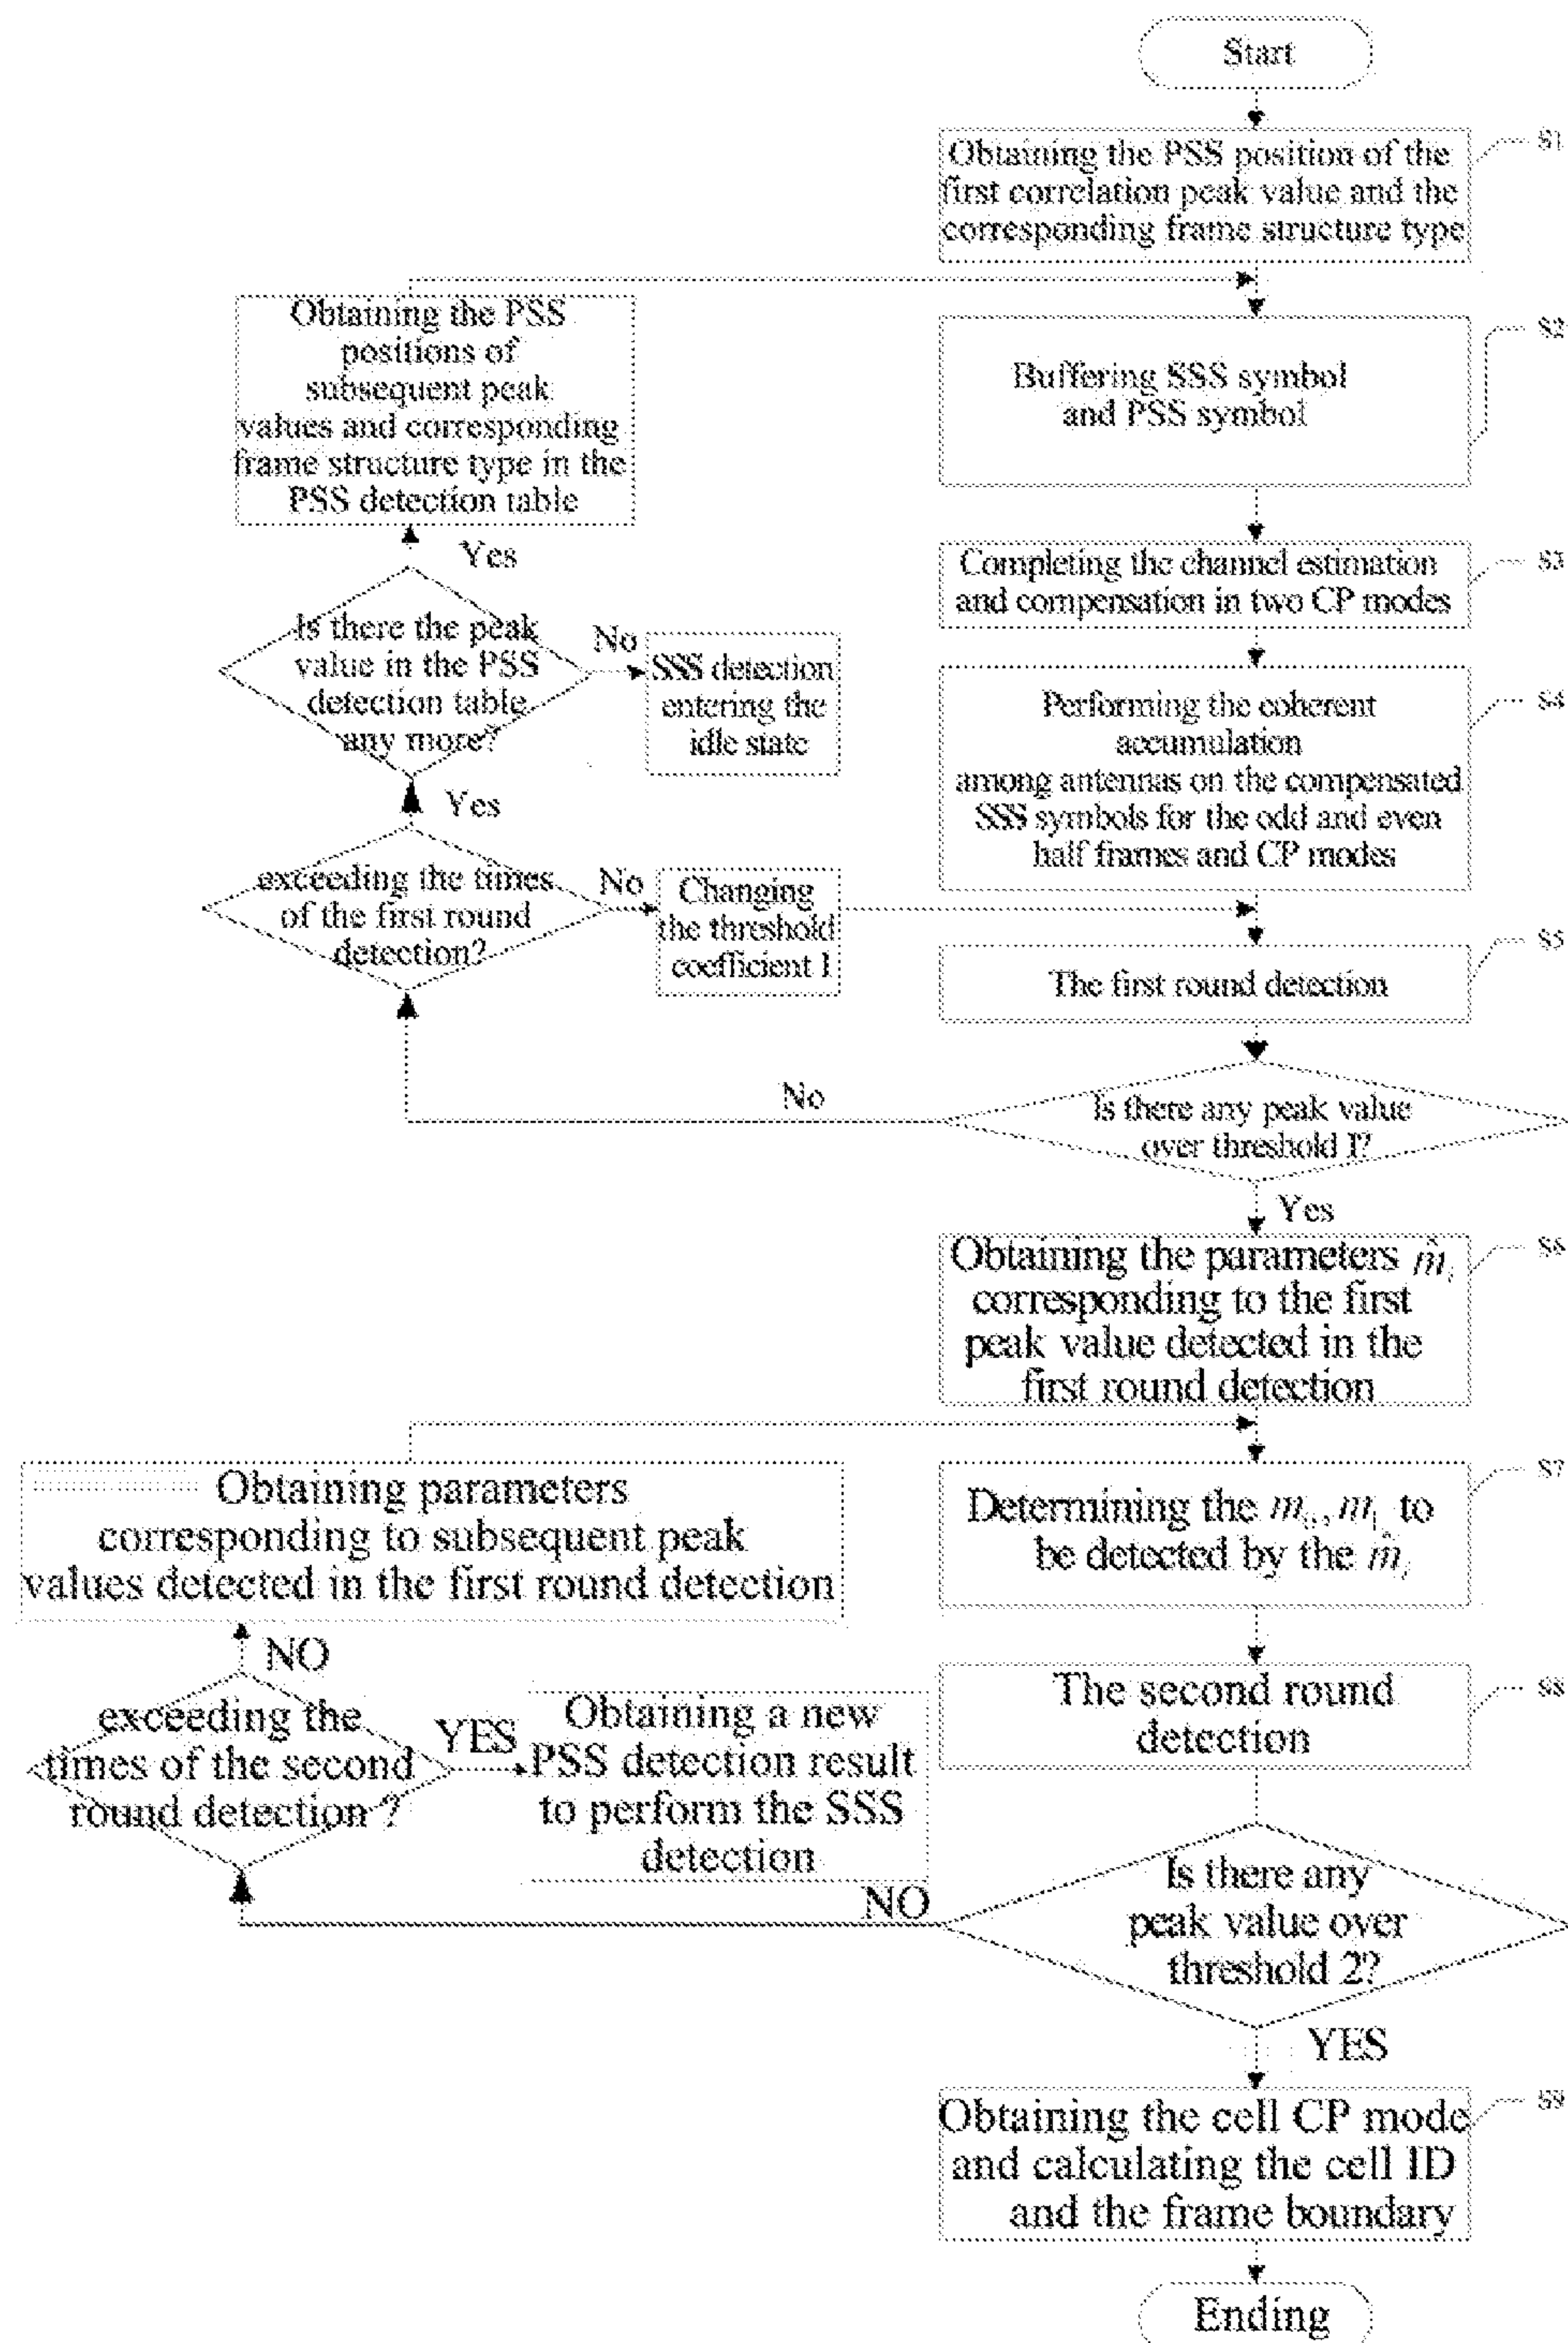 Start
Obtaining the PSS position of the
first correlation peak value and the
corresponding frame structure type
S1
Obtaining the PSS
positions of
subsequent peak
values and corresponding
frame structure type in the
PSS detection table
Buffering SSS symbol
and PSS symbol
S2
Yes
Completing the channel estimation
and compensation in two CP modes
S3
Is there the peak
value in the PSS
detection table
any more?
No
SSS detection
entering the
idle state
Performing the coherent
accumulation
among antennas on the compensated
SSS symbols for the odd and even
half frames and CP modes
S4
Yes
exceeding the times
of the first round
detection?
No
Changing
the threshold
coefficient 1
The first round detection
S5
Is there any peak value
over threshold 1?
No
Yes
Obtaining the parameters m̂ᵢ
corresponding to the first
peak value detected in the
first round detection
S6
Obtaining parameters
corresponding to subsequent peak
values detected in the first round detection
Determining the m₀, m₁ to
be detected by the m̂ᵢ
S7
NO
exceeding the
times of the second
round detection ?
YES
Obtaining a new
PSS detection result
to perform the SSS
detection
The second round
detection
S8
Is there any
peak value over
threshold 2?
NO
YES
Obtaining the cell CP mode
and calculating the cell ID
and the frame boundary
S9
Ending